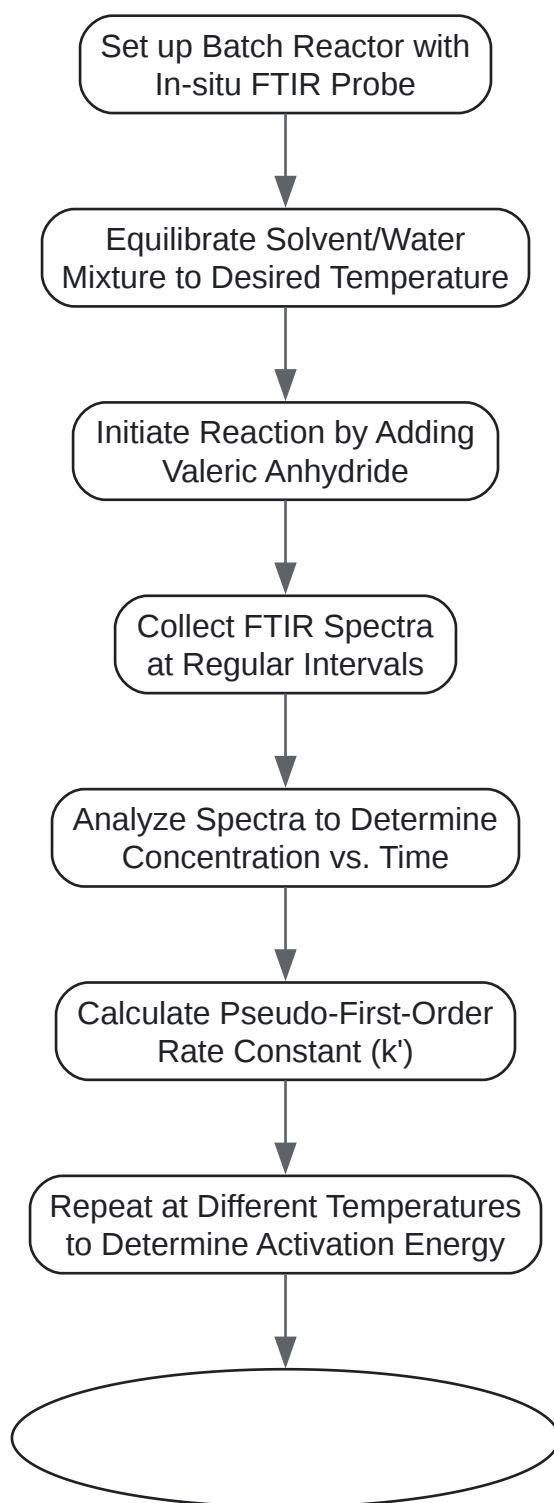 Set up Batch Reactor with
In-situ FTIR Probe
Equilibrate Solvent/Water
Mixture to Desired Temperature
Initiate Reaction by Adding
Valeric Anhydride
Collect FTIR Spectra
at Regular Intervals
Analyze Spectra to Determine
Concentration vs. Time
Calculate Pseudo-First-Order
Rate Constant (k')
Repeat at Different Temperatures
to Determine Activation Energy